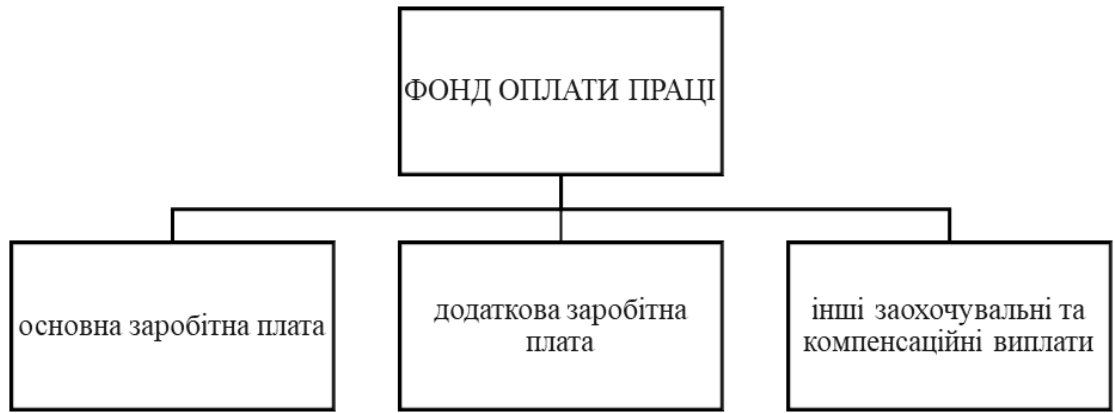 ФОНД ОПЛАТИ ПРАЦІ
основна заробітна плата
додаткова заробітна
плата
інші заохочувальні та
компенсаційні виплати